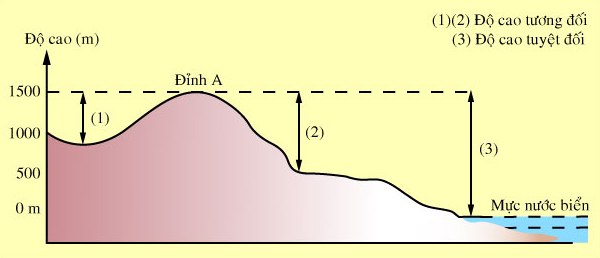 (1)(2) Độ cao tương đối
(3) Độ cao tuyệt đối
Độ cao (m)
Đỉnh A
1500
(1)
1000
(2)
(3)
500
0 m
Mực nước biển